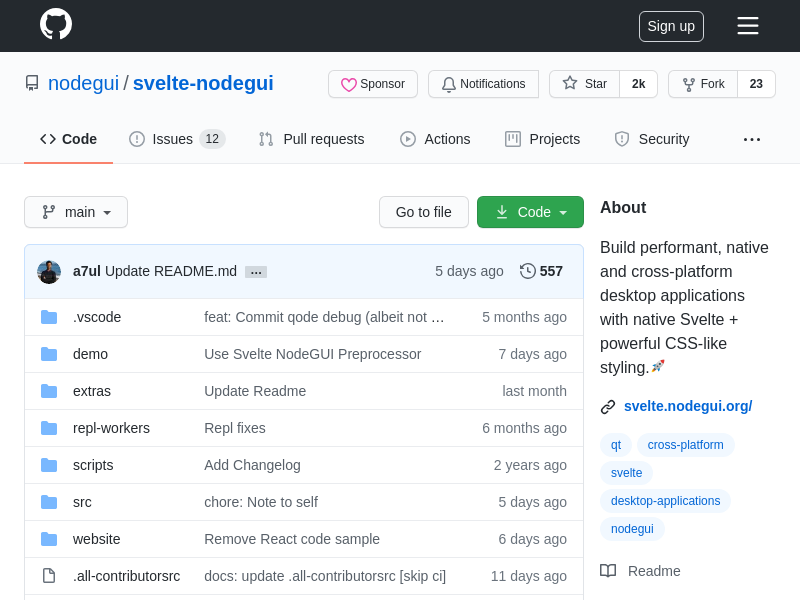 Sign up
nodegui / svelte-nodegui
Sponsor
Notifications
Star 2k
Fork 23
Code
Issues 12
Pull requests
Actions
Projects
Security
main
Go to file
Code
a7ul Update README.md … 5 days ago 557
.vscode feat: Commit qode debug (albeit not … 5 months ago
demo Use Svelte NodeGUI Preprocessor 7 days ago
extras Update Readme last month
repl-workers Repl fixes 6 months ago
scripts Add Changelog 2 years ago
src chore: Note to self 5 days ago
website Remove React code sample 6 days ago
.all-contributorsrc docs: update .all-contributorsrc [skip ci] 11 days ago
About
Build performant, native
and cross-platform
desktop applications
with native Svelte +
powerful CSS-like
styling.🚀
svelte.nodegui.org/
qt cross-platform
svelte
desktop-applications
nodegui
Readme